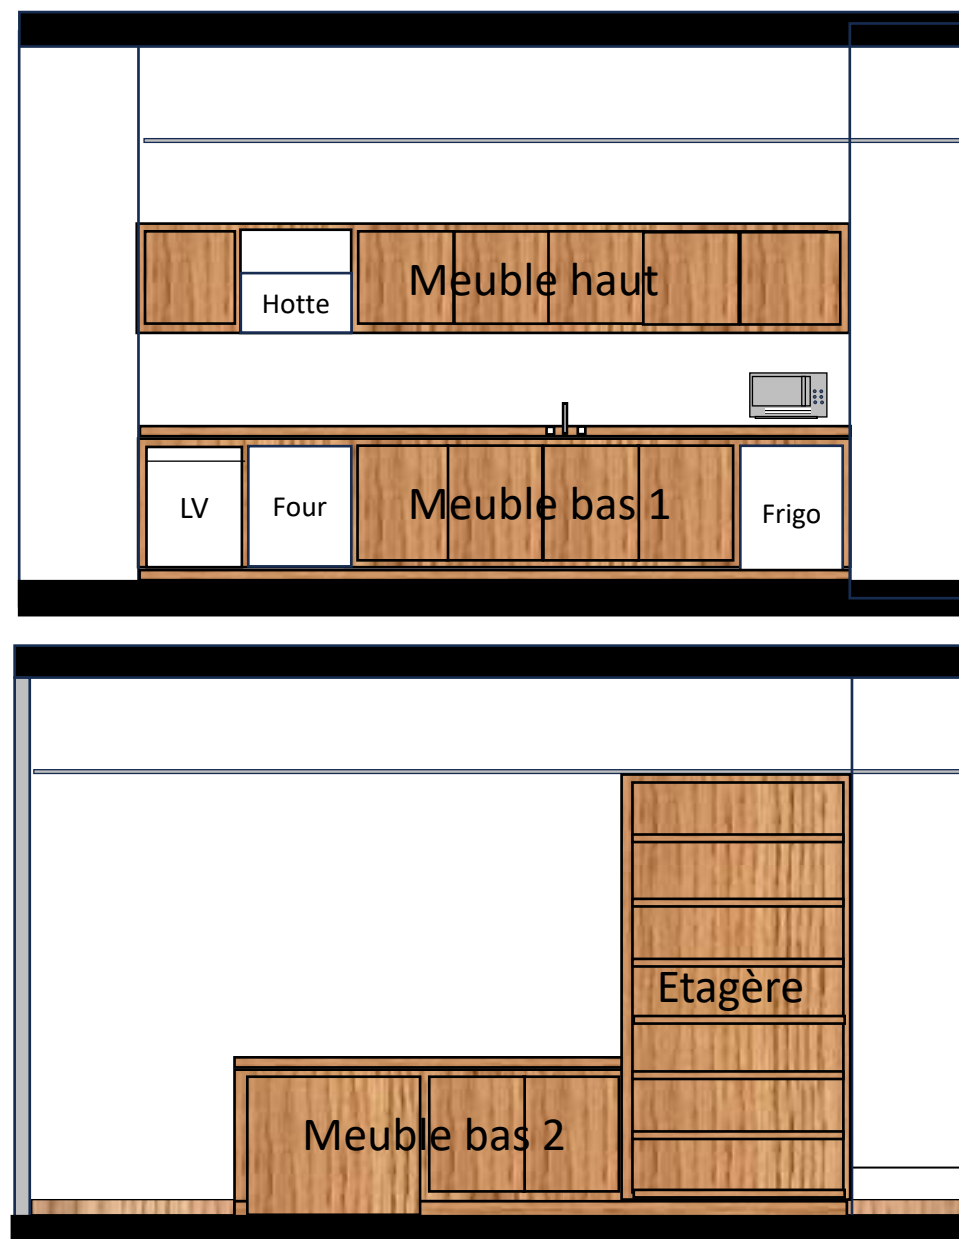 Meuble haut
Hotte
LV
Four
Meuble bas 1
Frigo
Etagère
Meuble bas 2